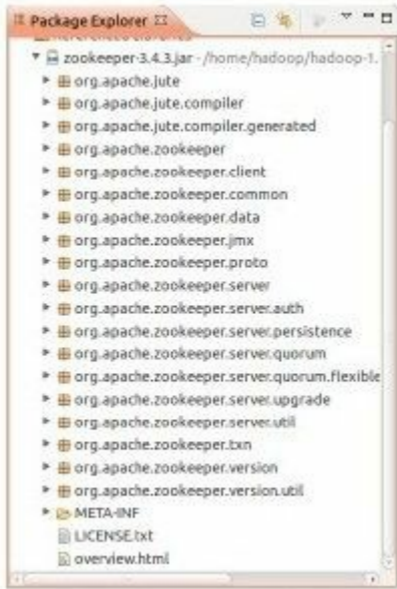 Package Explorer
zookeeper-3.4.3.jar - /home/hadoop/hadoop-1.
org.apache.jute
org.apache.jute.compiler
org.apache.jute.compiler.generated
org.apache.zookeeper
org.apache.zookeeper.client
org.apache.zookeeper.common
org.apache.zookeeper.data
org.apache.zookeeper.jmx
org.apache.zookeeper.proto
org.apache.zookeeper.server
org.apache.zookeeper.server.auth
org.apache.zookeeper.server.persistence
org.apache.zookeeper.server.quorum
org.apache.zookeeper.server.quorum.flexible
org.apache.zookeeper.server.upgrade
org.apache.zookeeper.server.util
org.apache.zookeeper.txn
org.apache.zookeeper.version
org.apache.zookeeper.version.util
META-INF
LICENSE.txt
overview.html